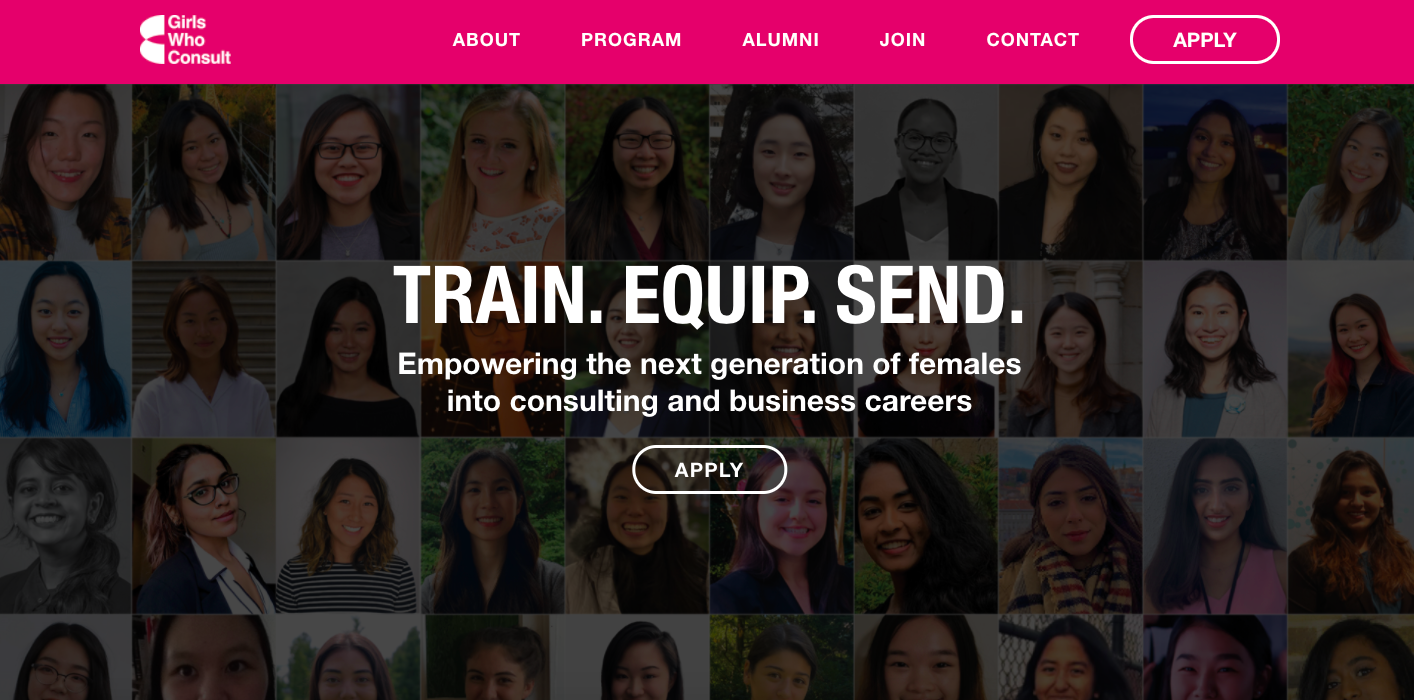 Girls
Who
Consult
ABOUT PROGRAM ALUMNI JOIN CONTACT APPLY
TRAIN. EQUIP. SEND.
Empowering the next generation of females
into consulting and business careers
APPLY